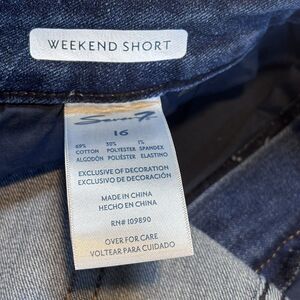 WEEKEND SHORT
Seven7
16
69% 30% 1%
COTTON POLYESTER SPANDEX
ALGODÓN POLIÉSTER ELASTINO
EXCLUSIVE OF DECORATION
EXCLUSIVO DE DECORACIÓN
MADE IN CHINA
HECHO EN CHINA
RN# 109890
OVER FOR CARE
VOLTEAR PARA CUIDADO